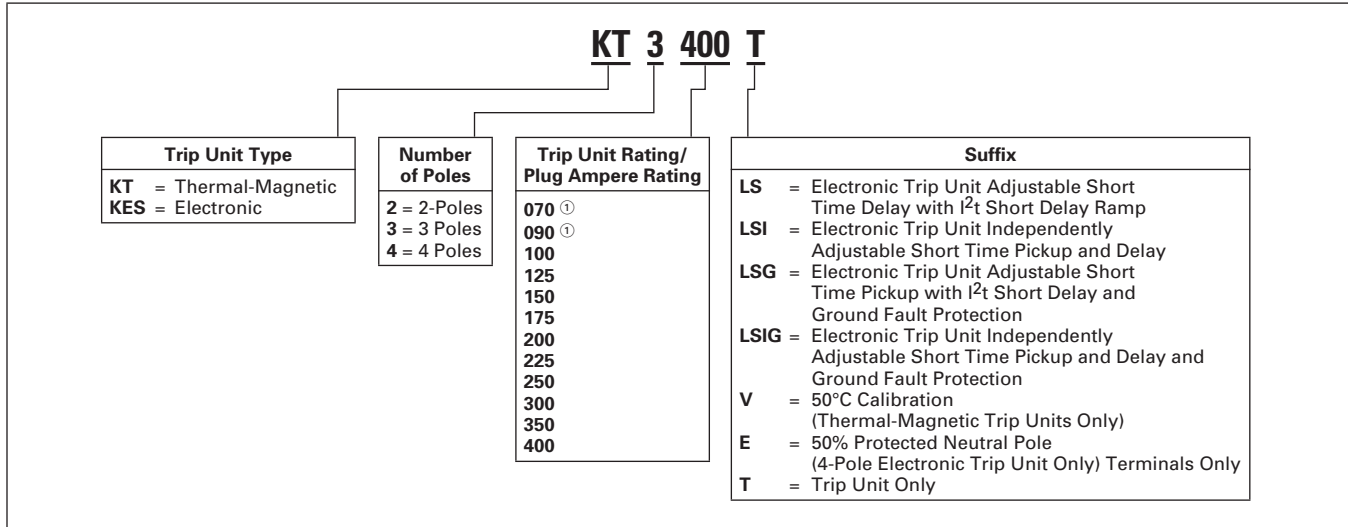 KT 3 400 T
Trip Unit Type
KT = Thermal-Magnetic
KES = Electronic
Number
of Poles
2 = 2-Poles
3 = 3 Poles
4 = 4 Poles
Trip Unit Rating/
Plug Ampere Rating
070 ①
090 ①
100
125
150
175
200
225
250
300
350
400
Suffix
LS = Electronic Trip Unit Adjustable Short
Time Delay with I²t Short Delay Ramp
LSI = Electronic Trip Unit Independently
Adjustable Short Time Pickup and Delay
LSG = Electronic Trip Unit Adjustable Short
Time Pickup with I²t Short Delay and
Ground Fault Protection
LSIG = Electronic Trip Unit Independently
Adjustable Short Time Pickup and Delay and
Ground Fault Protection
V = 50°C Calibration
(Thermal-Magnetic Trip Units Only)
E = 50% Protected Neutral Pole
(4-Pole Electronic Trip Unit Only) Terminals Only
T = Trip Unit Only